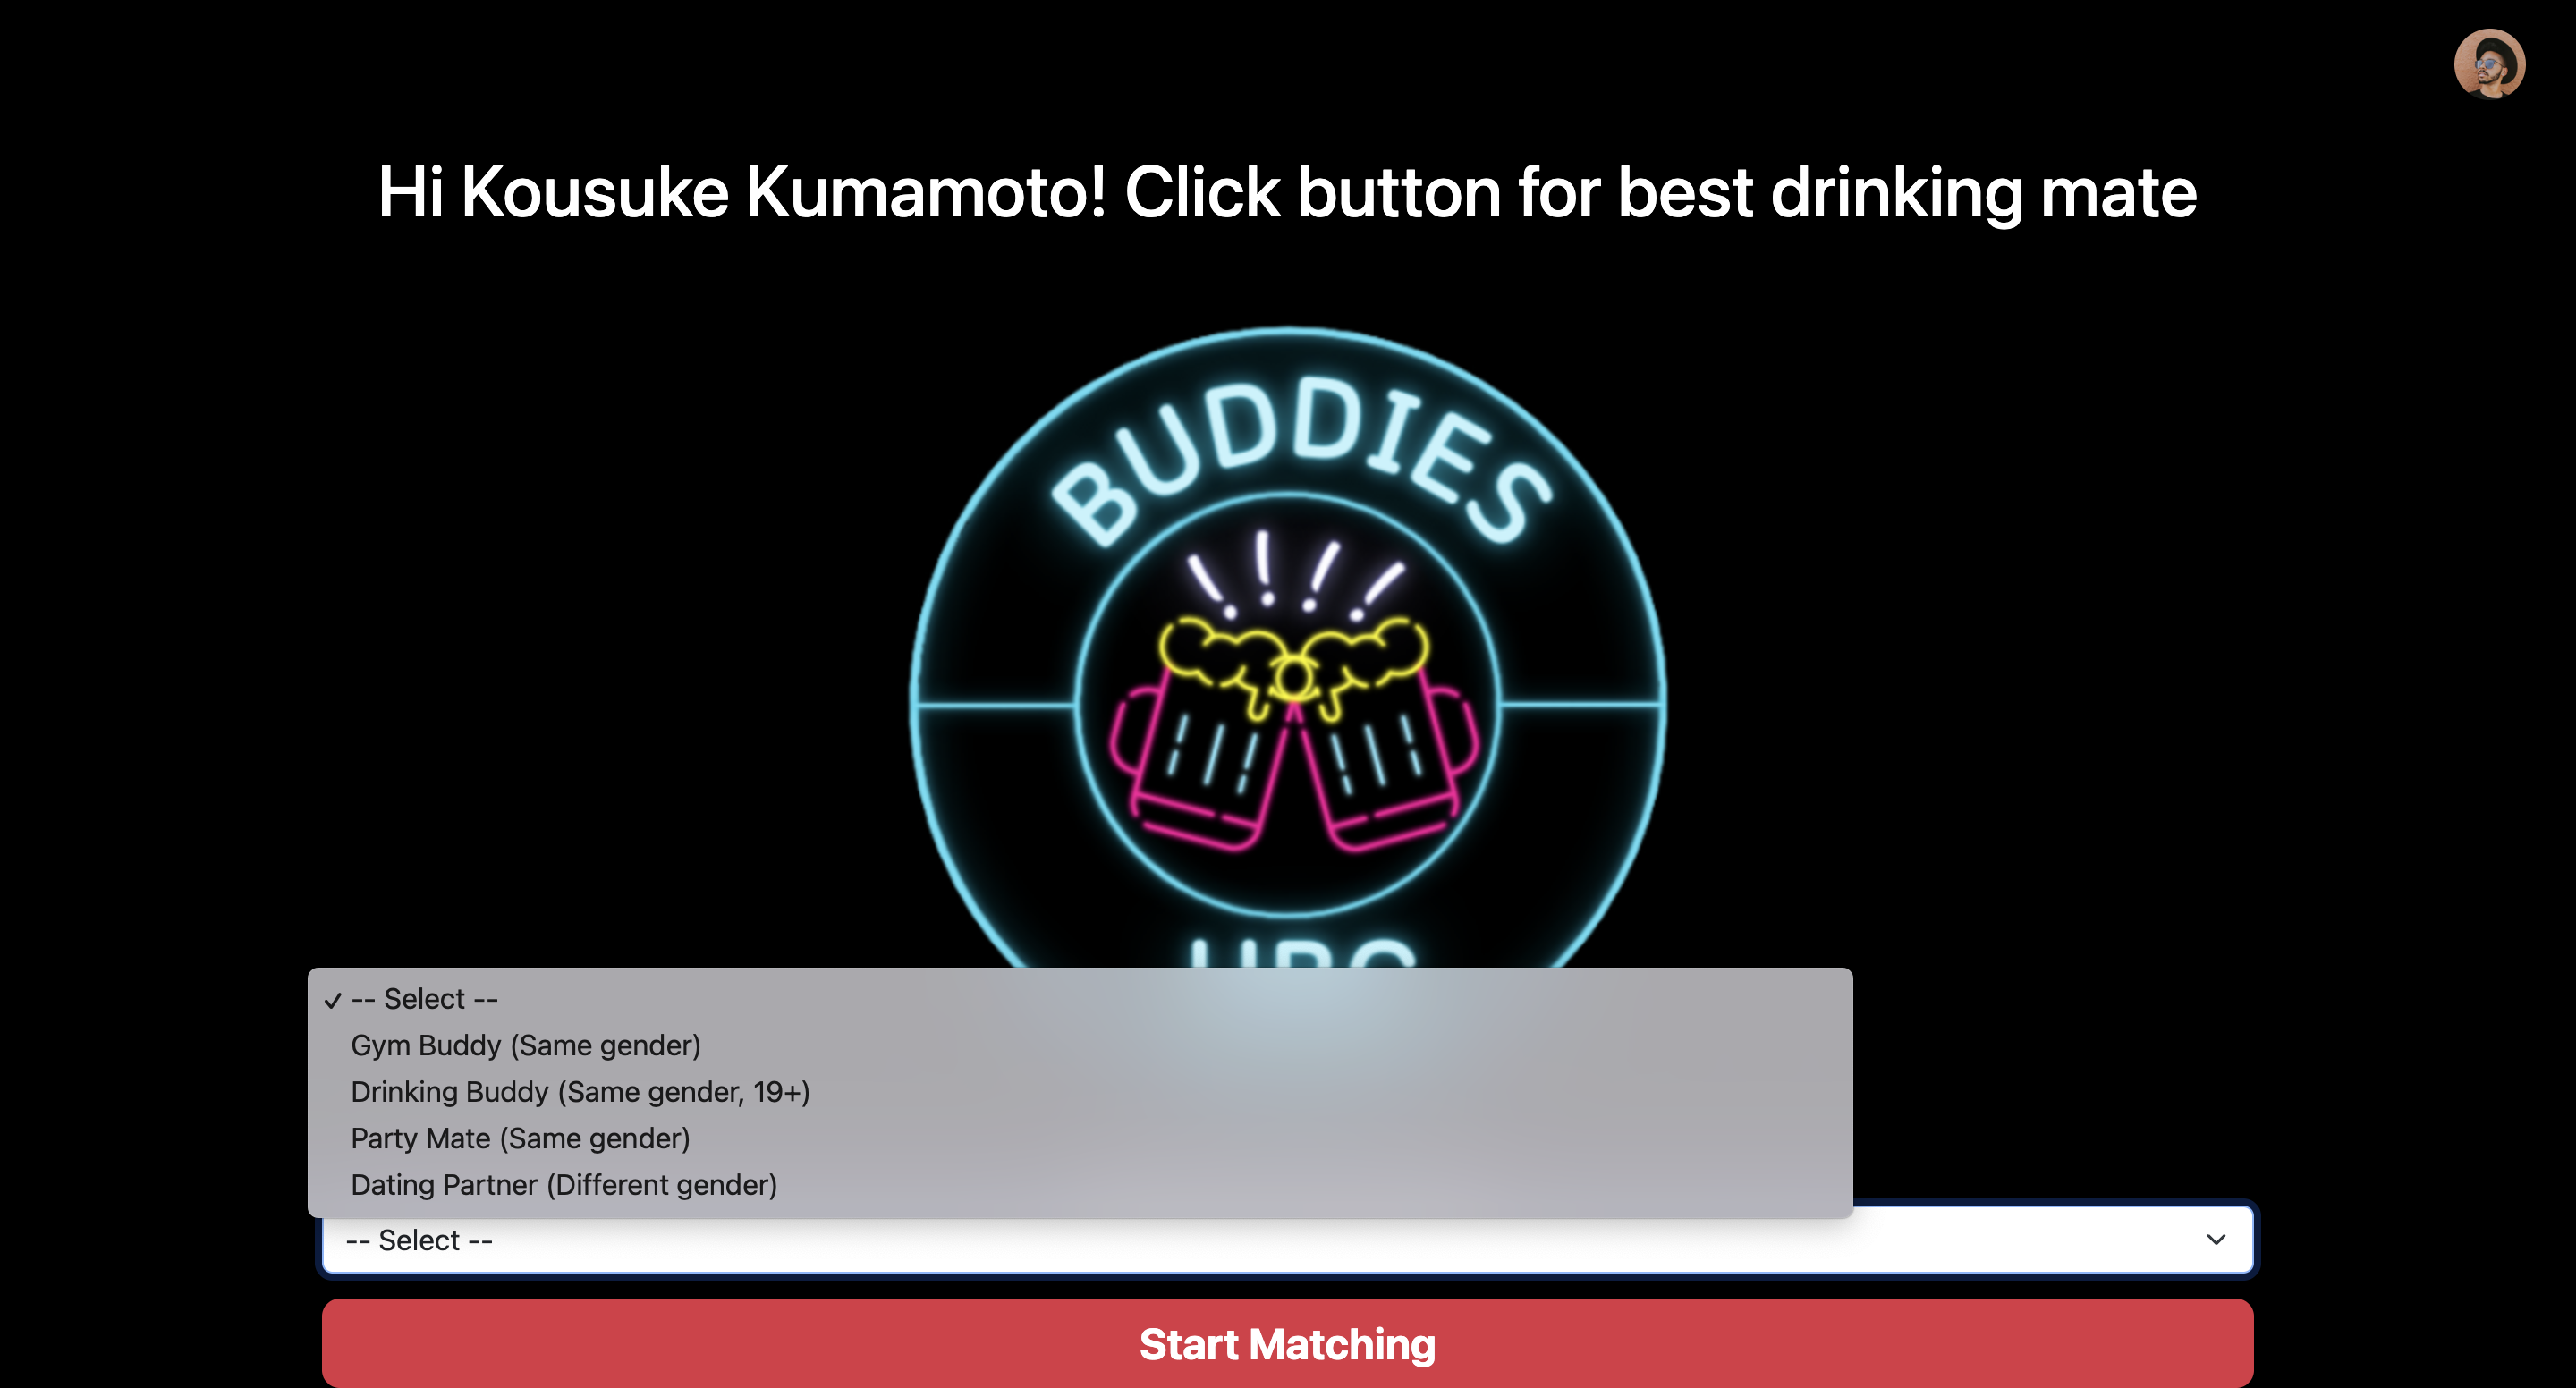 Hi Kousuke Kumamoto! Click button for best drinking mate
BUDDIES
UBC
✓ -- Select --
Gym Buddy (Same gender)
Drinking Buddy (Same gender, 19+)
Party Mate (Same gender)
Dating Partner (Different gender)
-- Select --
Start Matching